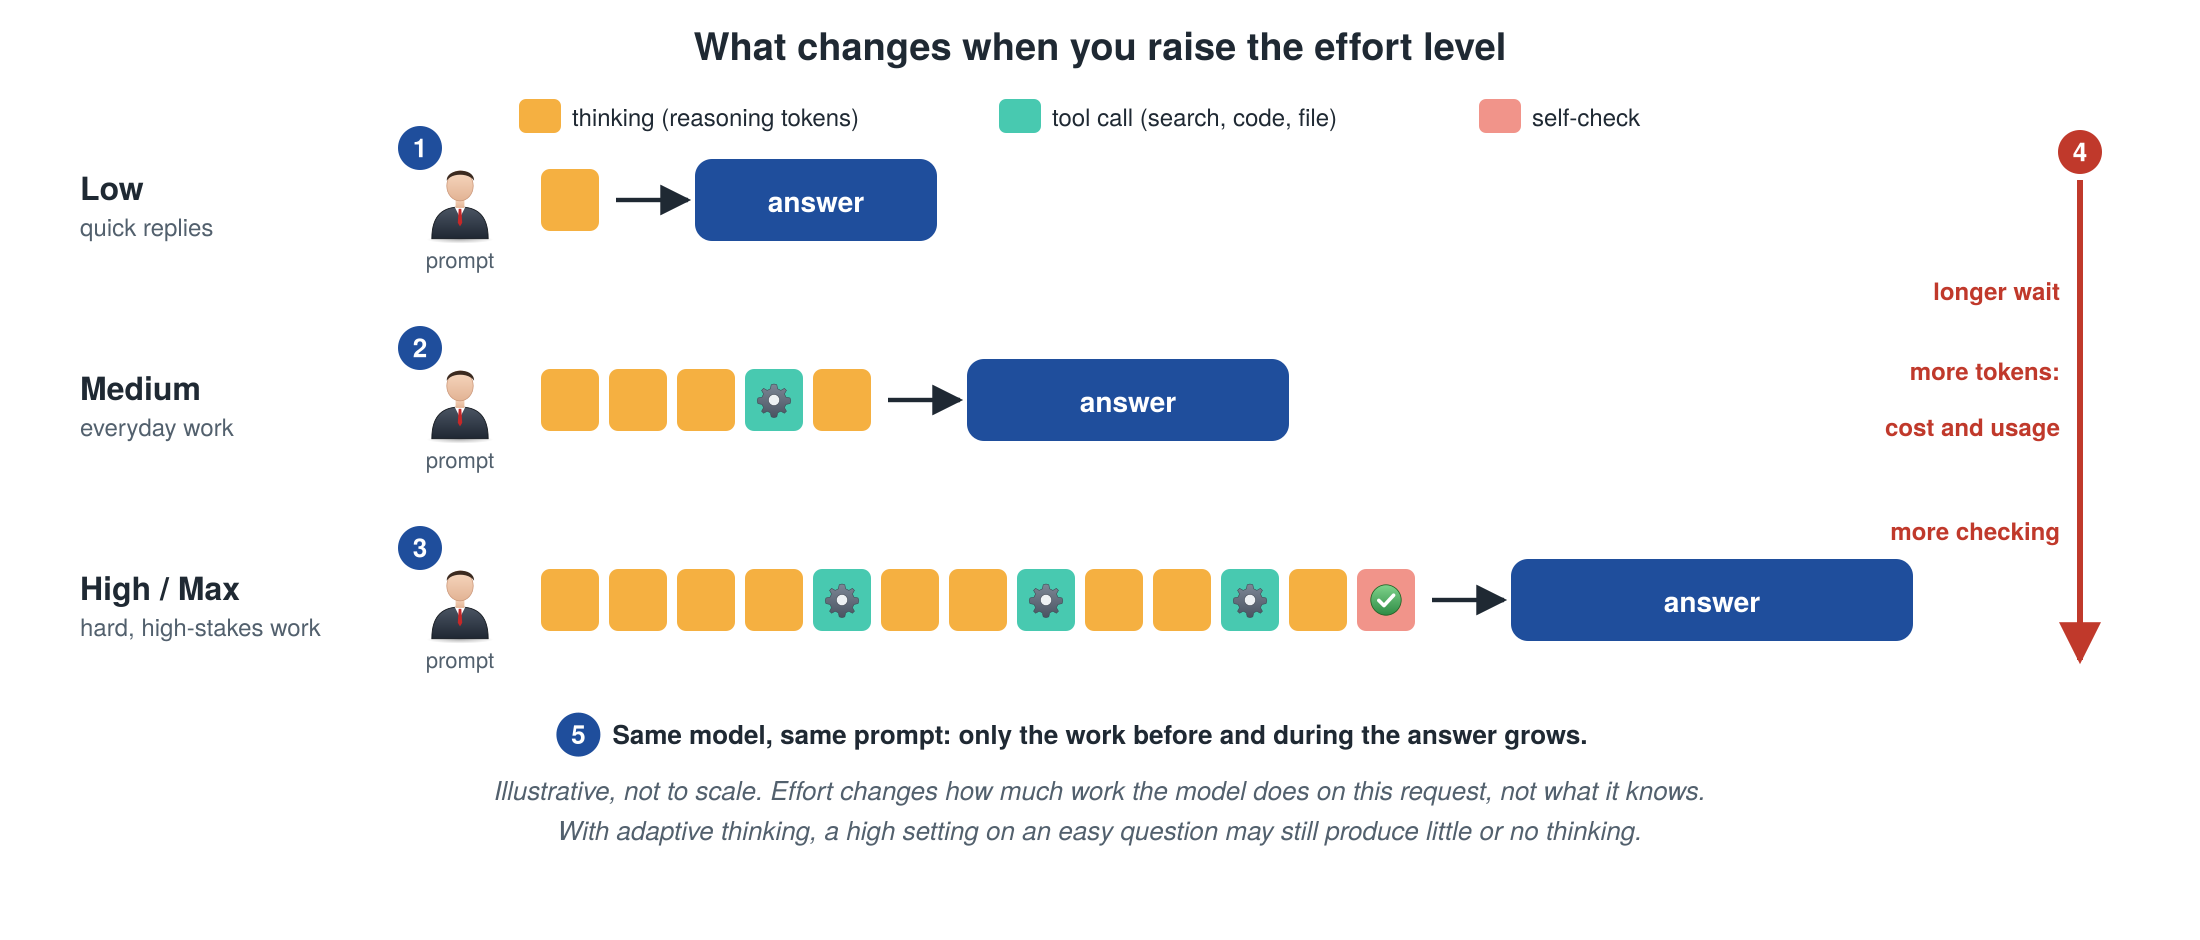 What changes when you raise the effort level
thinking (reasoning tokens)
tool call (search, code, file)
self-check
1
Low
quick replies
prompt
answer
4
longer wait
2
Medium
everyday work
prompt
answer
more tokens:
cost and usage
3
High / Max
hard, high-stakes work
prompt
answer
more checking
5 Same model, same prompt: only the work before and during the answer grows.
Illustrative, not to scale. Effort changes how much work the model does on this request, not what it knows.
With adaptive thinking, a high setting on an easy question may still produce little or no thinking.